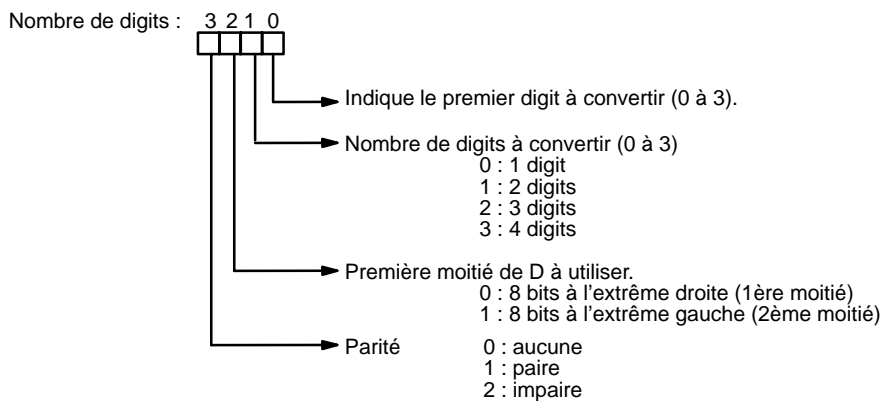 Nombre de digits : 3 2 1 0
Indique le premier digit à convertir (0 à 3).
Nombre de digits à convertir (0 à 3)
0 : 1 digit
1 : 2 digits
2 : 3 digits
3 : 4 digits
Première moitié de D à utiliser.
0 : 8 bits à l'extrême droite (1ère moitié)
1 : 8 bits à l'extrême gauche (2ème moitié)
Parité 0 : aucune
1 : paire
2 : impaire